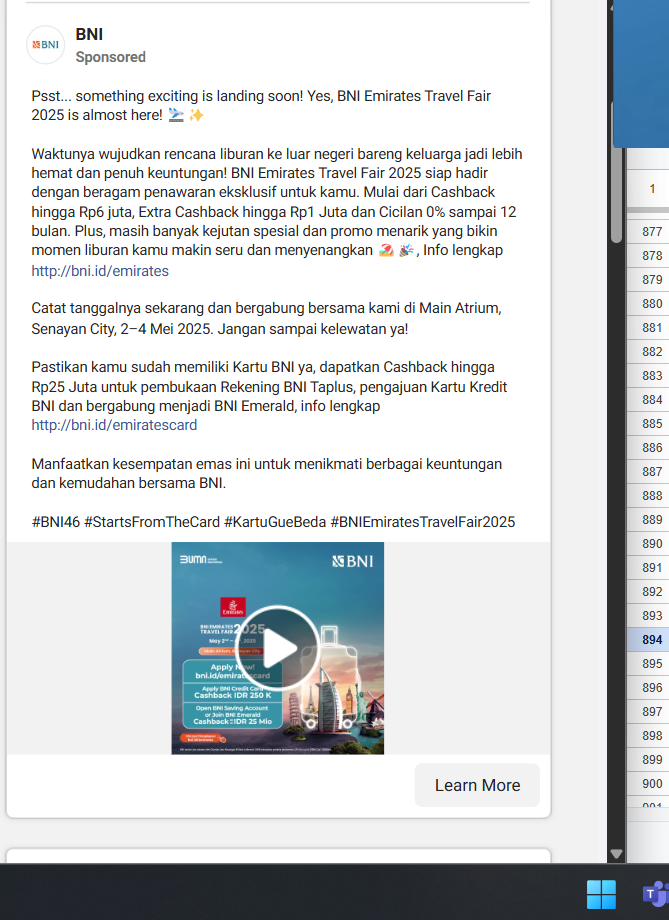 BNI
BNI
Sponsored
Psst... something exciting is landing soon! Yes, BNI Emirates Travel Fair
2025 is almost here! 🛬 ✨
Waktunya wujudkan rencana liburan ke luar negeri bareng keluarga jadi lebih
hemat dan penuh keuntungan! BNI Emirates Travel Fair 2025 siap hadir
dengan beragam penawaran eksklusif untuk kamu. Mulai dari Cashback
hingga Rp6 juta, Extra Cashback hingga Rp1 Juta dan Cicilan 0% sampai 12
bulan. Plus, masih banyak kejutan spesial dan promo menarik yang bikin
momen liburan kamu makin seru dan menyenangkan 🏖️ 🎉, Info lengkap
http://bni.id/emirates
Catat tanggalnya sekarang dan bergabung bersama kami di Main Atrium,
Senayan City, 2–4 Mei 2025. Jangan sampai kelewatan ya!
Pastikan kamu sudah memiliki Kartu BNI ya, dapatkan Cashback hingga
Rp25 Juta untuk pembukaan Rekening BNI Taplus, pengajuan Kartu Kredit
BNI dan bergabung menjadi BNI Emerald, info lengkap
http://bni.id/emiratescard
Manfaatkan kesempatan emas ini untuk menikmati berbagai keuntungan
dan kemudahan bersama BNI.
#BNI46 #StartsFromTheCard #KartuGueBeda #BNIEmiratesTravelFair2025
BUMN
BNI
Emirates
BNI EMIRATES
TRAVEL FAIR 2025
Apply Now!
Apply BNI Credit Card
Cashback IDR 250 K
Open BNI Saving Account
or Join BNI Emerald
Cashback IDR 25 Mio
Learn More
1
877
878
879
880
881
882
883
884
885
886
887
888
889
890
891
892
893
894
895
896
897
898
899
900
901
T